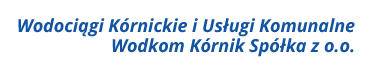 Wodociągi Kórnickie i Usługi Komunalne
Wodkom Kórnik Spółka z o.o.